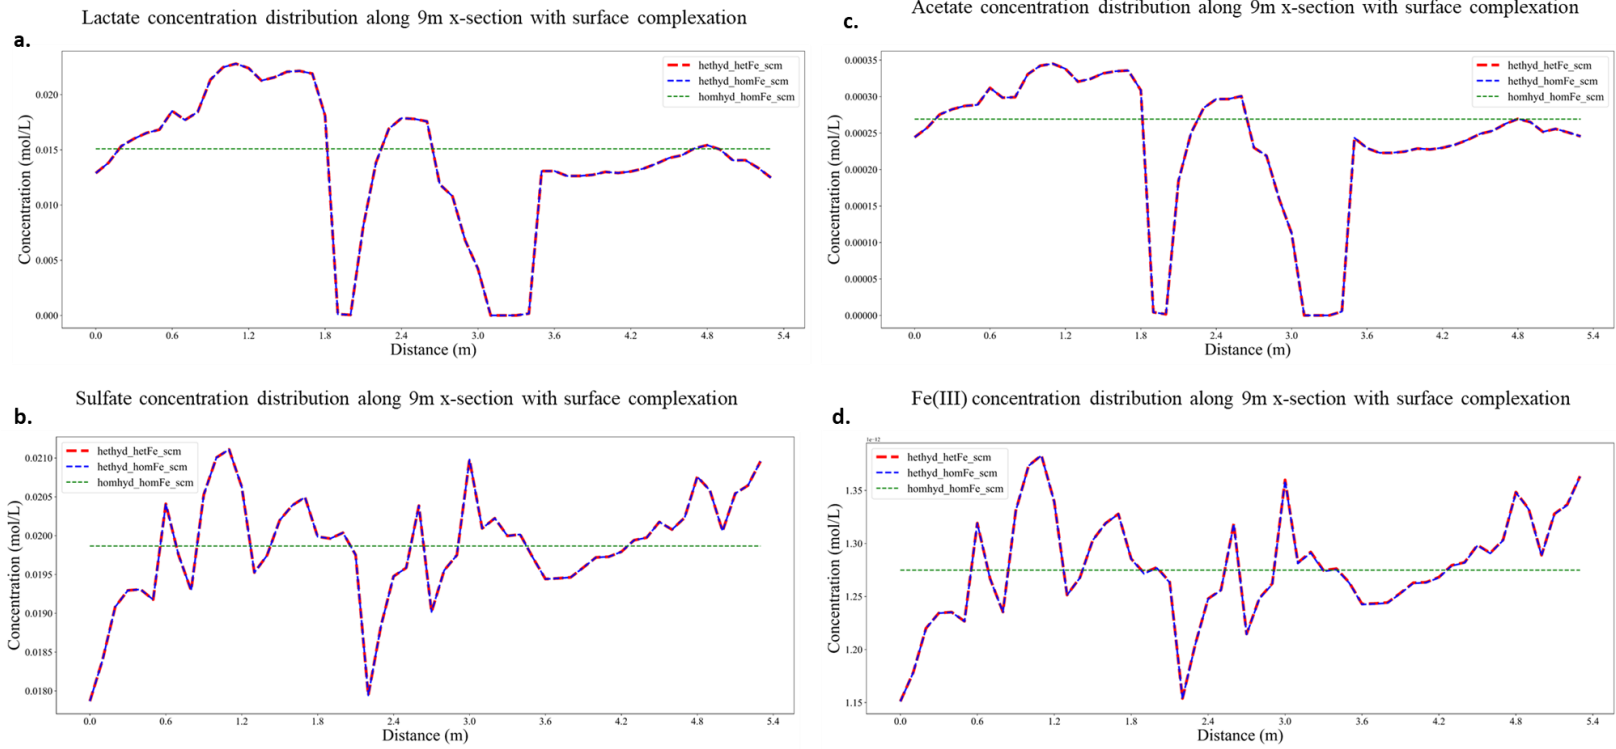 Lactate concentration distribution along 9m x-section with surface complexation
a.
hethyd_hetFe_scm
hethyd_homFe_scm
homhyd_homFe_scm
Concentration (mol/L)
0.020
0.015
0.010
0.005
0.000
0.0 0.6 1.2 1.8 2.4 3.0 3.6 4.2 4.8 5.4
Distance (m)
Acetate concentration distribution along 9m x-section with surface complexation
c.
hethyd_hetFe_scm
hethyd_homFe_scm
homhyd_homFe_scm
Concentration (mol/L)
0.00035
0.00030
0.00025
0.00020
0.00015
0.00010
0.00005
0.00000
0.0 0.6 1.2 1.8 2.4 3.0 3.6 4.2 4.8 5.4
Distance (m)
Sulfate concentration distribution along 9m x-section with surface complexation
b.
hethyd_hetFe_scm
hethyd_homFe_scm
homhyd_homFe_scm
Concentration (mol/L)
0.0210
0.0205
0.0200
0.0195
0.0190
0.0185
0.0180
0.0 0.6 1.2 1.8 2.4 3.0 3.6 4.2 4.8 5.4
Distance (m)
Fe(III) concentration distribution along 9m x-section with surface complexation
d.
1e-12
hethyd_hetFe_scm
hethyd_homFe_scm
homhyd_homFe_scm
Concentration (mol/L)
1.35
1.30
1.25
1.20
1.15
0.0 0.6 1.2 1.8 2.4 3.0 3.6 4.2 4.8 5.4
Distance (m)